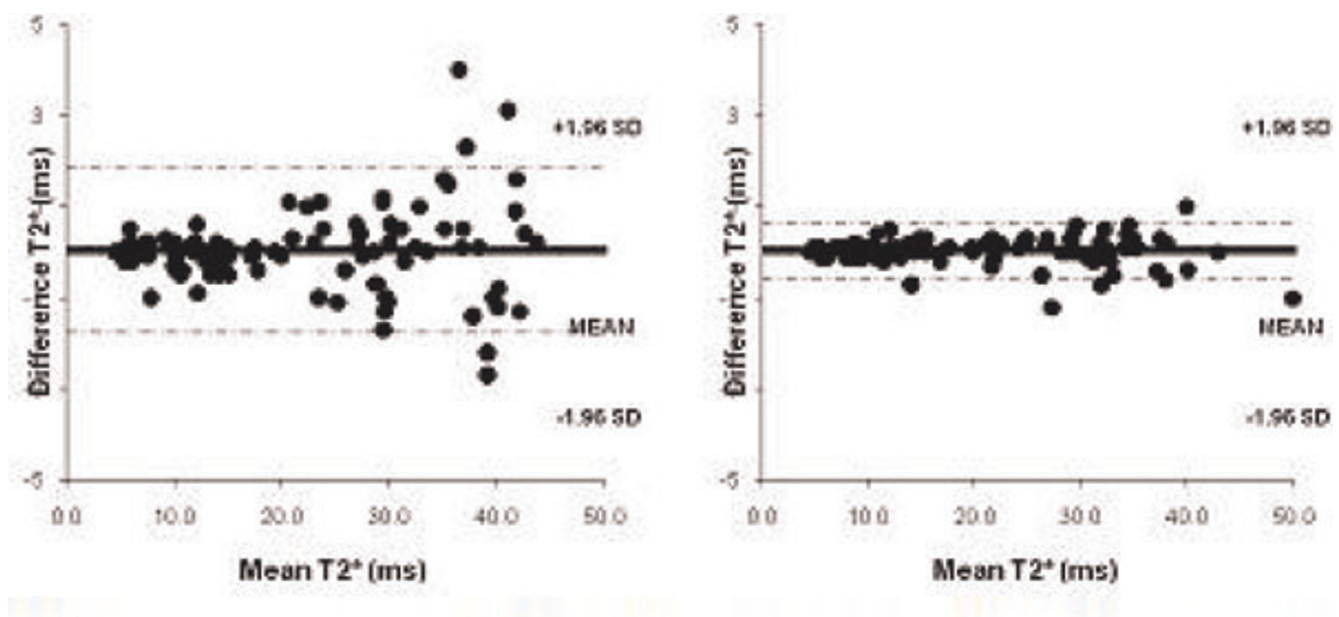 5
3
-1
-5
Difference T2* (ms)
+1.96 SD
MEAN
-1.96 SD
0.0 10.0 20.0 30.0 40.0 50.0
Mean T2* (ms)
5
3
-1
-5
Difference T2* (ms)
+1.96 SD
MEAN
-1.96 SD
0.0 10.0 20.0 30.0 40.0 50.0
Mean T2* (ms)